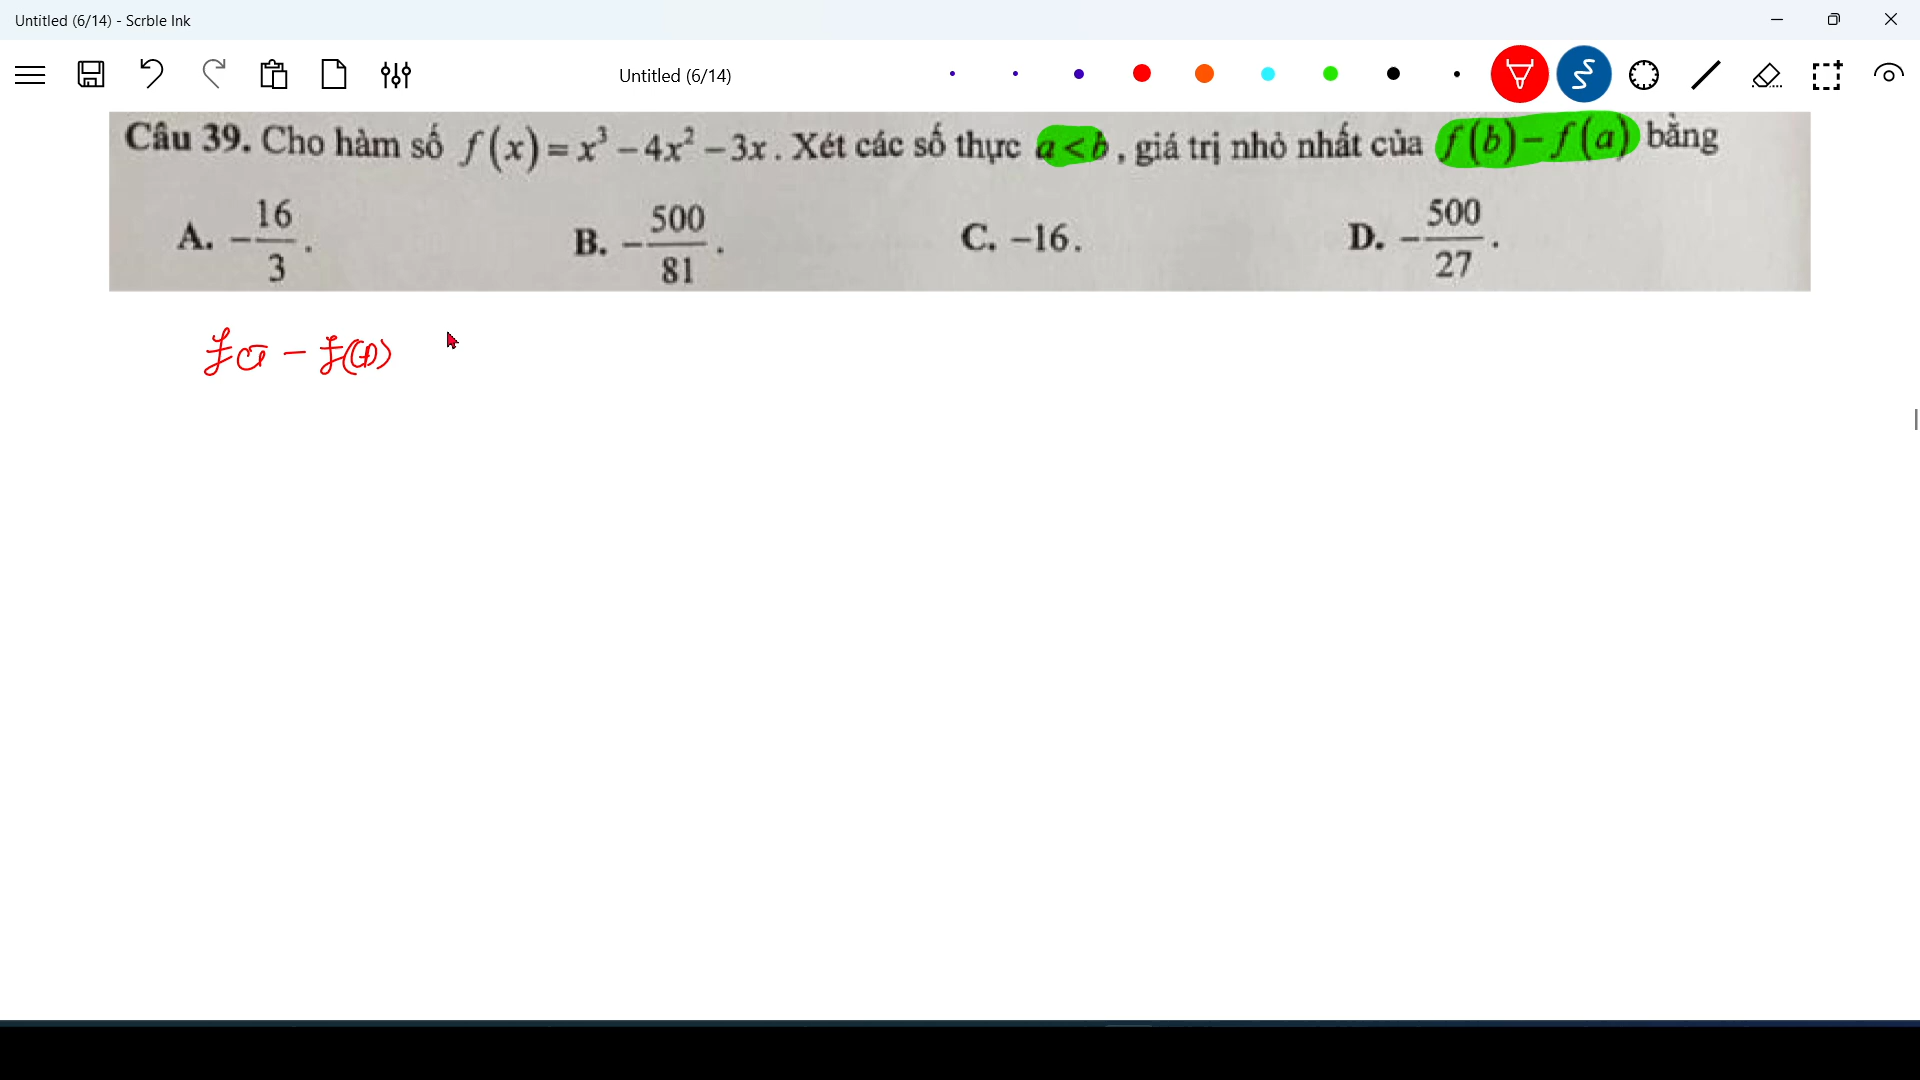 Untitled (6/14) - Scrble Ink
Untitled (6/14)
Câu 39. Cho hàm số f(x) = x³ – 4x² – 3x. Xét các số thực a < b, giá trị nhỏ nhất của f(b) – f(a) bằng
A. –16/3. B. –500/81. C. –16. D. –500/27.